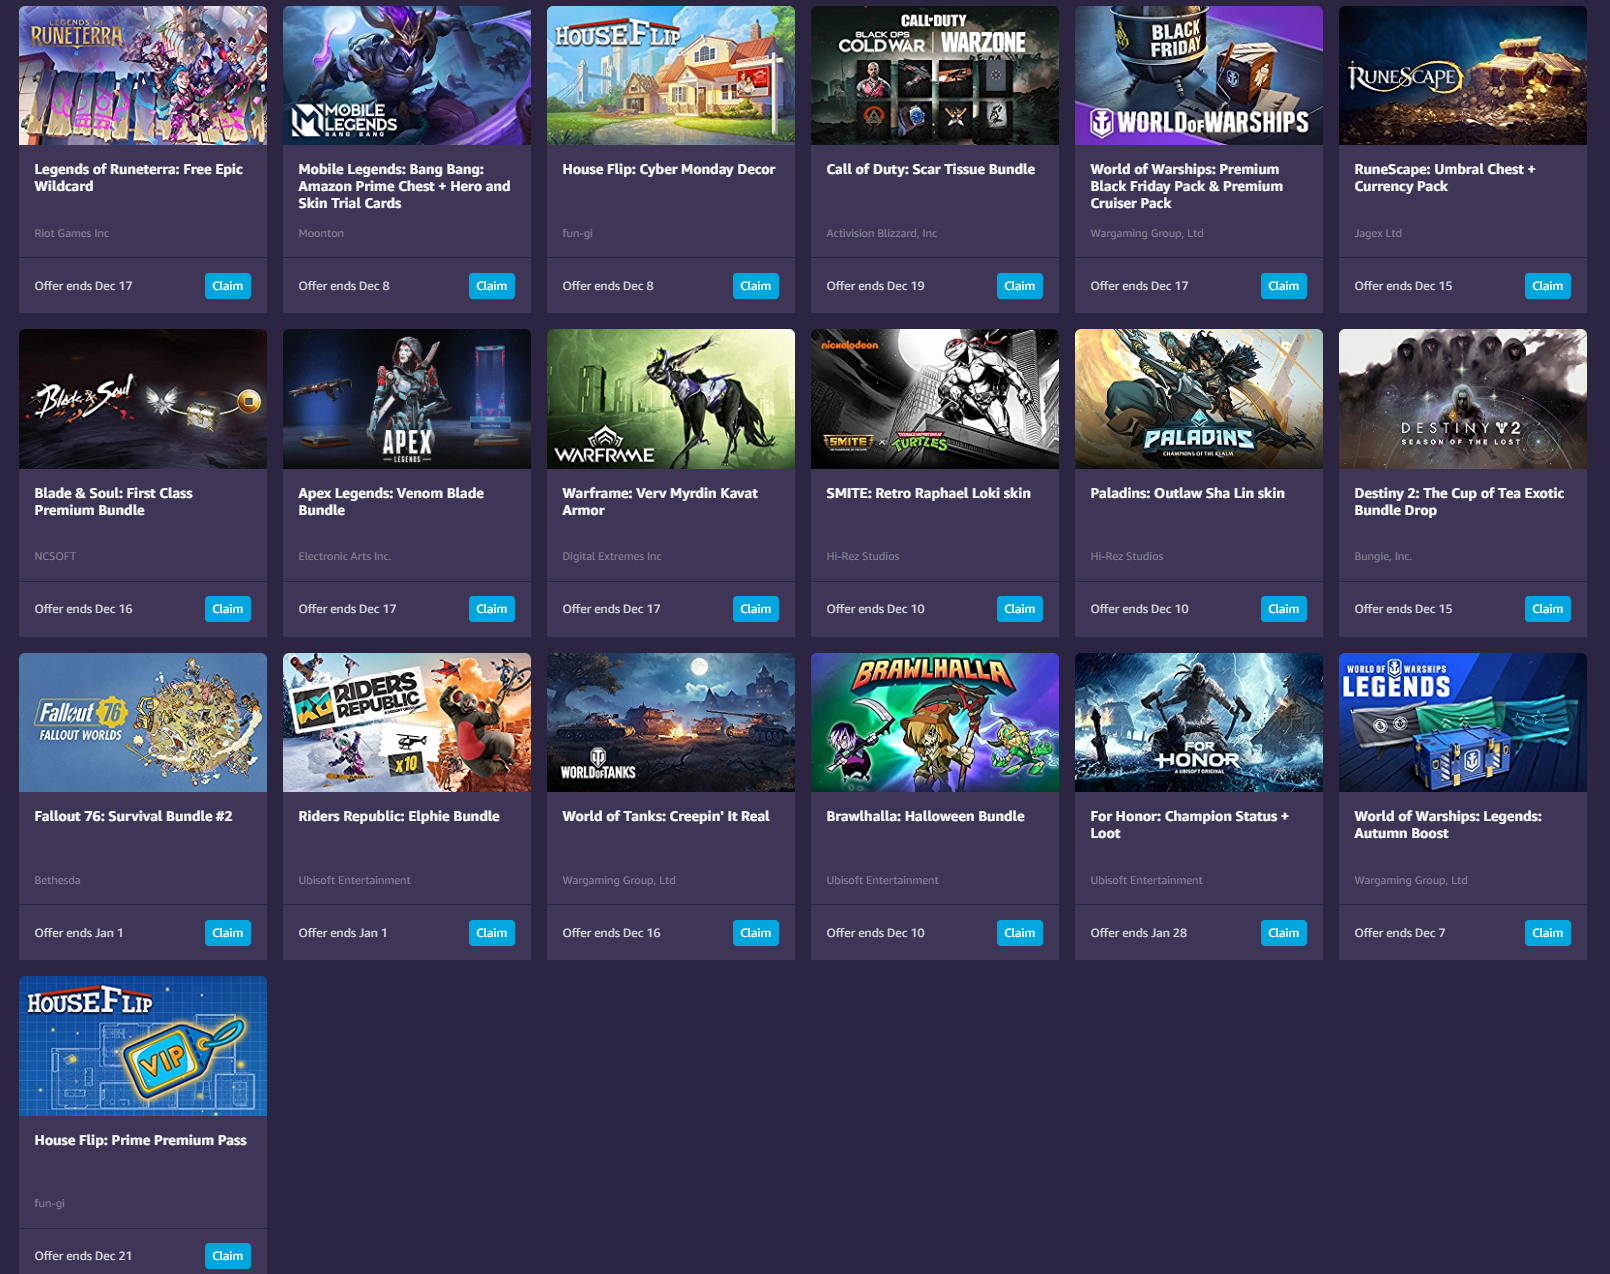 LEGENDS OF
RUNETERRA
Legends of Runeterra: Free Epic
Wildcard
Riot Games Inc
Offer ends Dec 17
Claim
MOBILE
LEGENDS
BANG BANG
Mobile Legends: Bang Bang:
Amazon Prime Chest + Hero and
Skin Trial Cards
Moonton
Offer ends Dec 8
Claim
HOUSE FLIP
House Flip: Cyber Monday Decor
fun-gi
Offer ends Dec 8
Claim
CALL OF DUTY
BLACK OPS
COLD WAR | WARZONE
Call of Duty: Scar Tissue Bundle
Activision Blizzard, Inc
Offer ends Dec 19
Claim
BLACK
FRIDAY
WORLD OF WARSHIPS
World of Warships: Premium
Black Friday Pack & Premium
Cruiser Pack
Wargaming Group, Ltd
Offer ends Dec 17
Claim
RUNESCAPE
RuneScape: Umbral Chest +
Currency Pack
Jagex Ltd
Offer ends Dec 15
Claim
Blade & Soul
Blade & Soul: First Class
Premium Bundle
NCSOFT
Offer ends Dec 16
Claim
APEX
LEGENDS
Apex Legends: Venom Blade
Bundle
Electronic Arts Inc.
Offer ends Dec 17
Claim
WARFRAME
Warframe: Verv Myrdin Kavat
Armor
Digital Extremes Inc
Offer ends Dec 17
Claim
nickelodeon
SMITE x TURTLES
SMITE: Retro Raphael Loki skin
Hi-Rez Studios
Offer ends Dec 10
Claim
PALADINS
CHAMPIONS OF THE REALM
Paladins: Outlaw Sha Lin skin
Hi-Rez Studios
Offer ends Dec 10
Claim
DESTINY 2
SEASON OF THE LOST
Destiny 2: The Cup of Tea Exotic
Bundle Drop
Bungie, Inc.
Offer ends Dec 15
Claim
Fallout 76
FALLOUT WORLDS
Fallout 76: Survival Bundle #2
Bethesda
Offer ends Jan 1
Claim
RIDERS
REPUBLIC
x10
Riders Republic: Elphie Bundle
Ubisoft Entertainment
Offer ends Jan 1
Claim
WORLD OF TANKS
World of Tanks: Creepin' It Real
Wargaming Group, Ltd
Offer ends Dec 16
Claim
BRAWLHALLA
Brawlhalla: Halloween Bundle
Ubisoft Entertainment
Offer ends Dec 10
Claim
FOR
HONOR
A UBISOFT ORIGINAL
For Honor: Champion Status +
Loot
Ubisoft Entertainment
Offer ends Jan 28
Claim
WORLD OF WARSHIPS
LEGENDS
World of Warships: Legends:
Autumn Boost
Wargaming Group, Ltd
Offer ends Dec 7
Claim
HOUSE FLIP
VIP
House Flip: Prime Premium Pass
fun-gi
Offer ends Dec 21
Claim